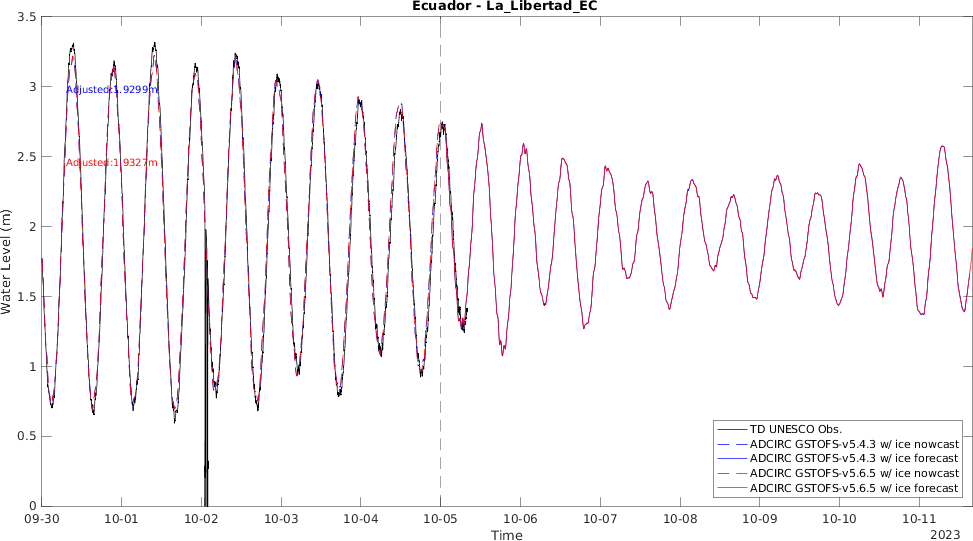 Ecuador - La_Libertad_EC
3.5
3
2.5
2
1.5
1
0.5
0
Water Level (m)
Adjusted:1.9299m
Adjusted:1.9327m
TD UNESCO Obs.
ADCIRC GSTOFS-v5.4.3 w/ ice nowcast
ADCIRC GSTOFS-v5.4.3 w/ ice forecast
ADCIRC GSTOFS-v5.6.5 w/ ice nowcast
ADCIRC GSTOFS-v5.6.5 w/ ice forecast
09-30 10-01 10-02 10-03 10-04 10-05 10-06 10-07 10-08 10-09 10-10 10-11
Time
2023